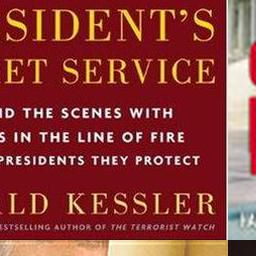 SIDENT'S
ET SERVICE
ND THE SCENES WITH
S IN THE LINE OF FIRE
PRESIDENTS THEY PROTECT
ALD KESSLER
ESTSELLING AUTHOR OF THE TERRORIST WATCH